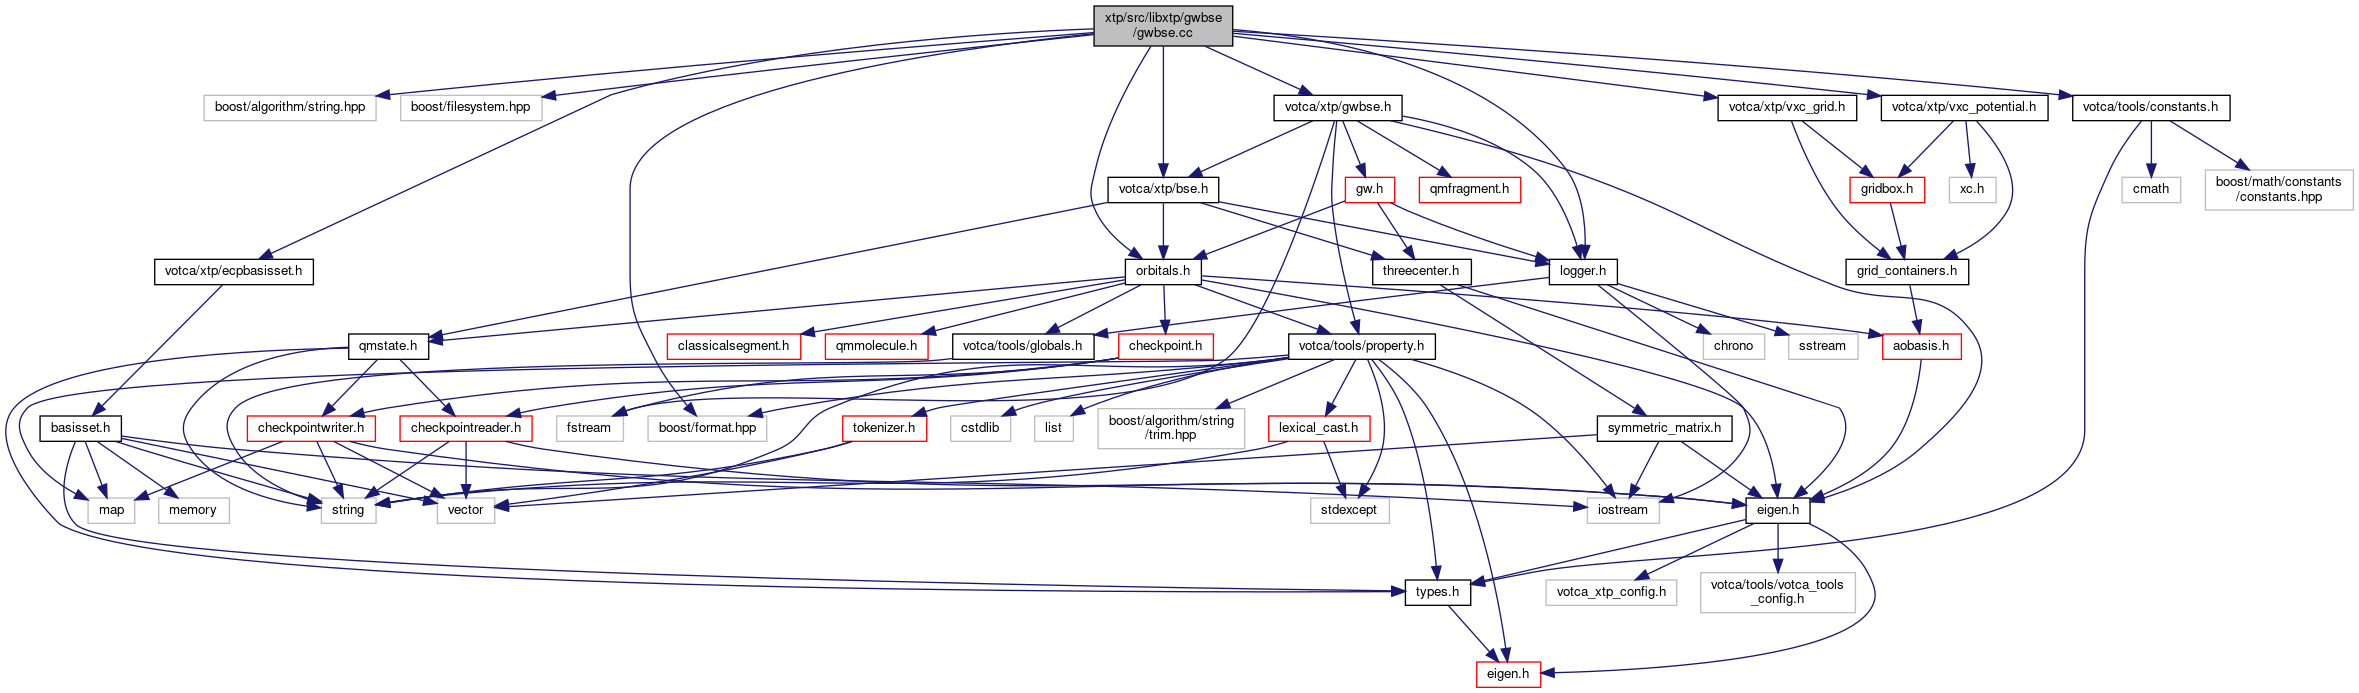 xtp/src/libxtp/gwbse
/gwbse.cc
boost/algorithm/string.hpp
boost/filesystem.hpp
votca/xtp/gwbse.h
votca/xtp/vxc_grid.h
votca/xtp/vxc_potential.h
votca/tools/constants.h
votca/xtp/bse.h
gw.h
qmfragment.h
gridbox.h
xc.h
cmath
boost/math/constants
/constants.hpp
votca/xtp/ecpbasisset.h
orbitals.h
threecenter.h
logger.h
grid_containers.h
qmstate.h
classicalsegment.h
qmmolecule.h
votca/tools/globals.h
checkpoint.h
votca/tools/property.h
chrono
sstream
aobasis.h
basisset.h
checkpointwriter.h
checkpointreader.h
fstream
boost/format.hpp
tokenizer.h
cstdlib
list
boost/algorithm/string
/trim.hpp
lexical_cast.h
symmetric_matrix.h
map
memory
string
vector
stdexcept
iostream
eigen.h
types.h
votca_xtp_config.h
votca/tools/votca_tools
_config.h
eigen.h